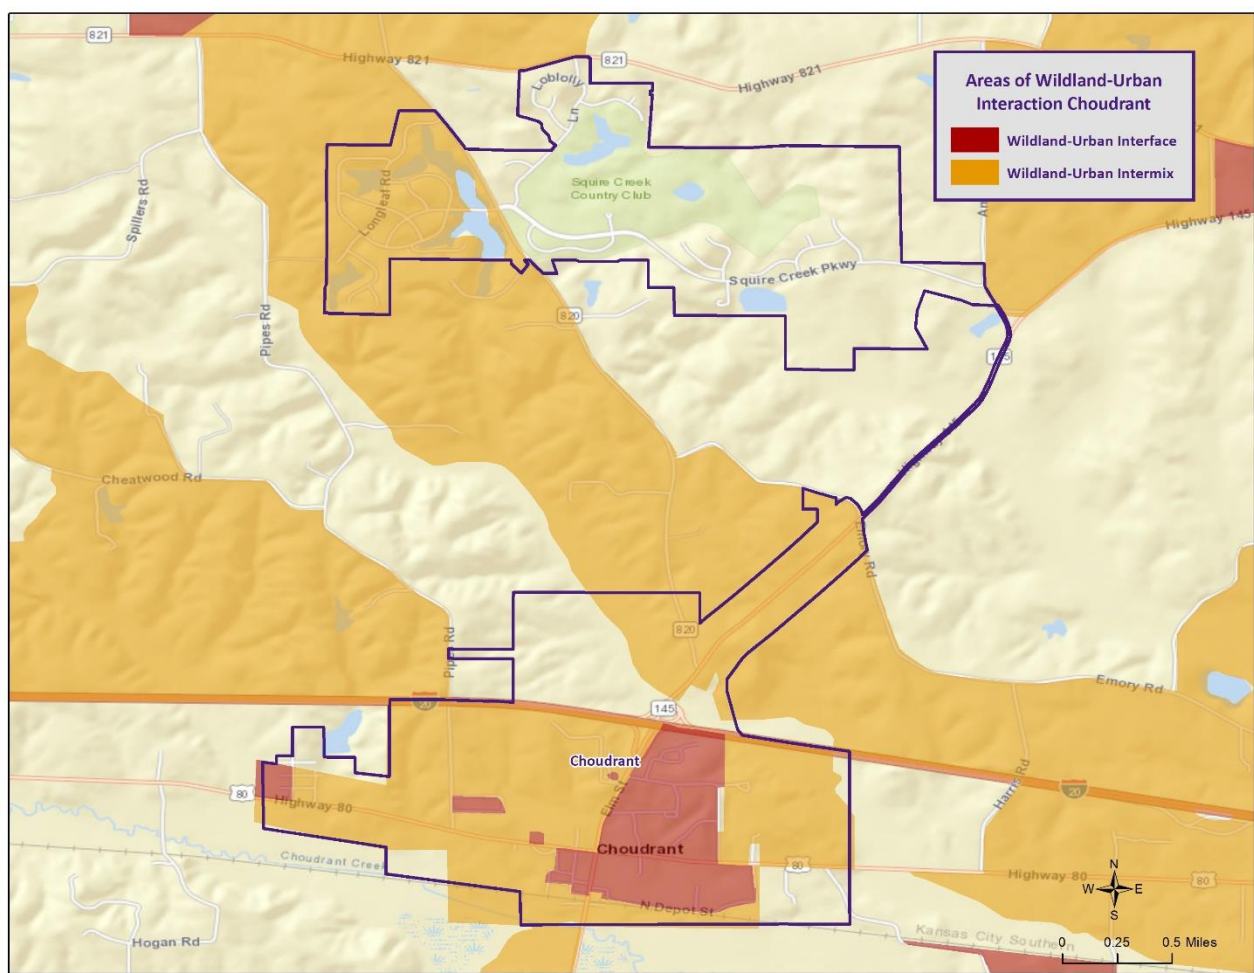 821
Highway 821
821
Highway 821
Loblolly
Ln
Areas of Wildland-Urban
Interaction Choudrant
Wildland-Urban Interface
Wildland-Urban Intermix
Squire Creek
Country Club
Longleaf Rd
Spillers Rd
Highway 145
Squire Creek Pkwy
Pipes Rd
820
145
Cheatwood Rd
Emory Rd
820
Pipes Rd
Emory Rd
20
145
Choudrant
Harris Rd
20
80
Highway 80
Elm St
Choudrant
Choudrant Creek
80
Highway 80
80
N Depot St
Kansas City Southern
Hogan Rd
N
W
E
S
0
0.25
0.5 Miles